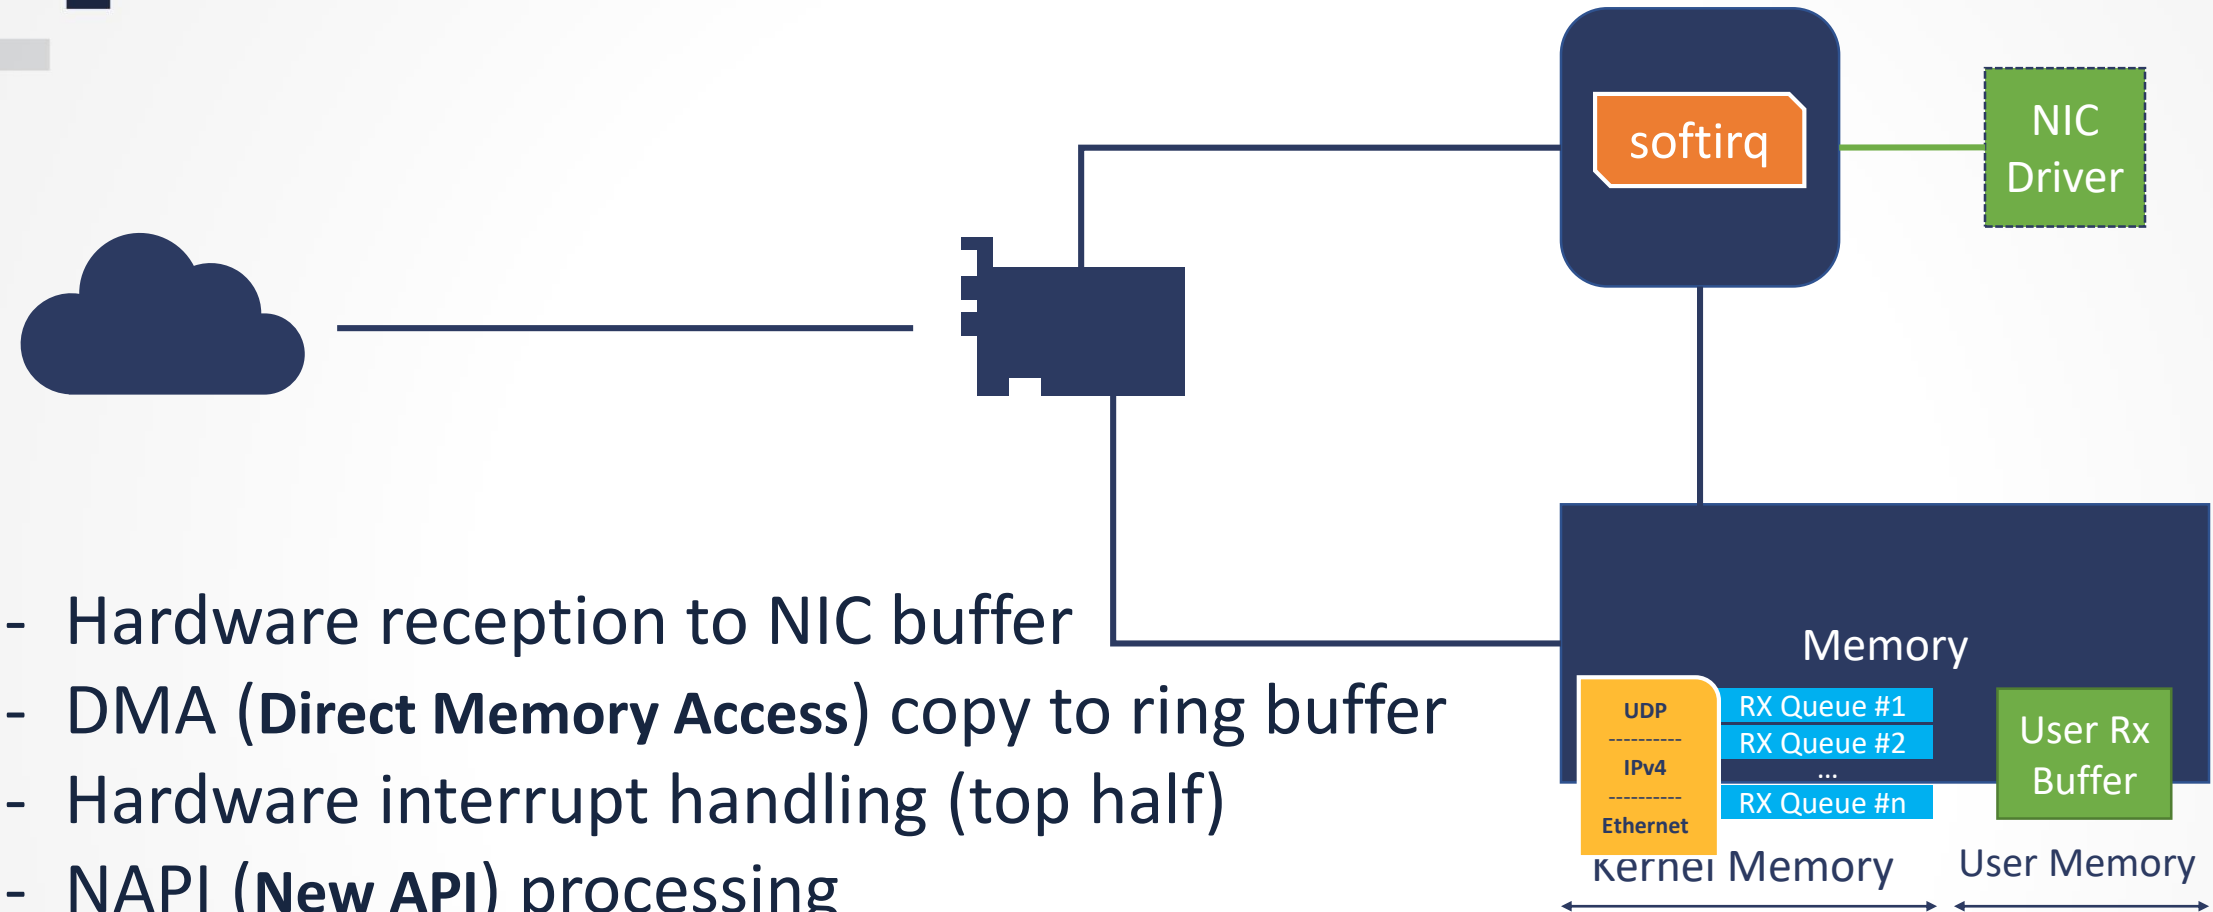 softirq
NIC
Driver
- Hardware reception to NIC buffer
- DMA (Direct Memory Access) copy to ring buffer
- Hardware interrupt handling (top half)
- NAPI (New API) processing
Memory
UDP
----------
IPv4
----------
Ethernet
RX Queue #1
RX Queue #2
...
RX Queue #n
User Rx
Buffer
Kernel Memory
User Memory